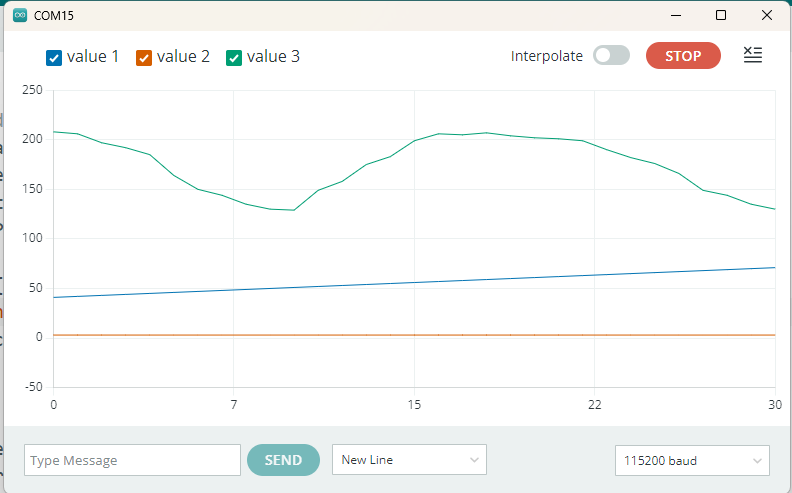 COM15
value 1 value 2 value 3 Interpolate STOP
250
200
150
100
50
0
-50
0 7 15 22 30
Type Message SEND New Line 115200 baud